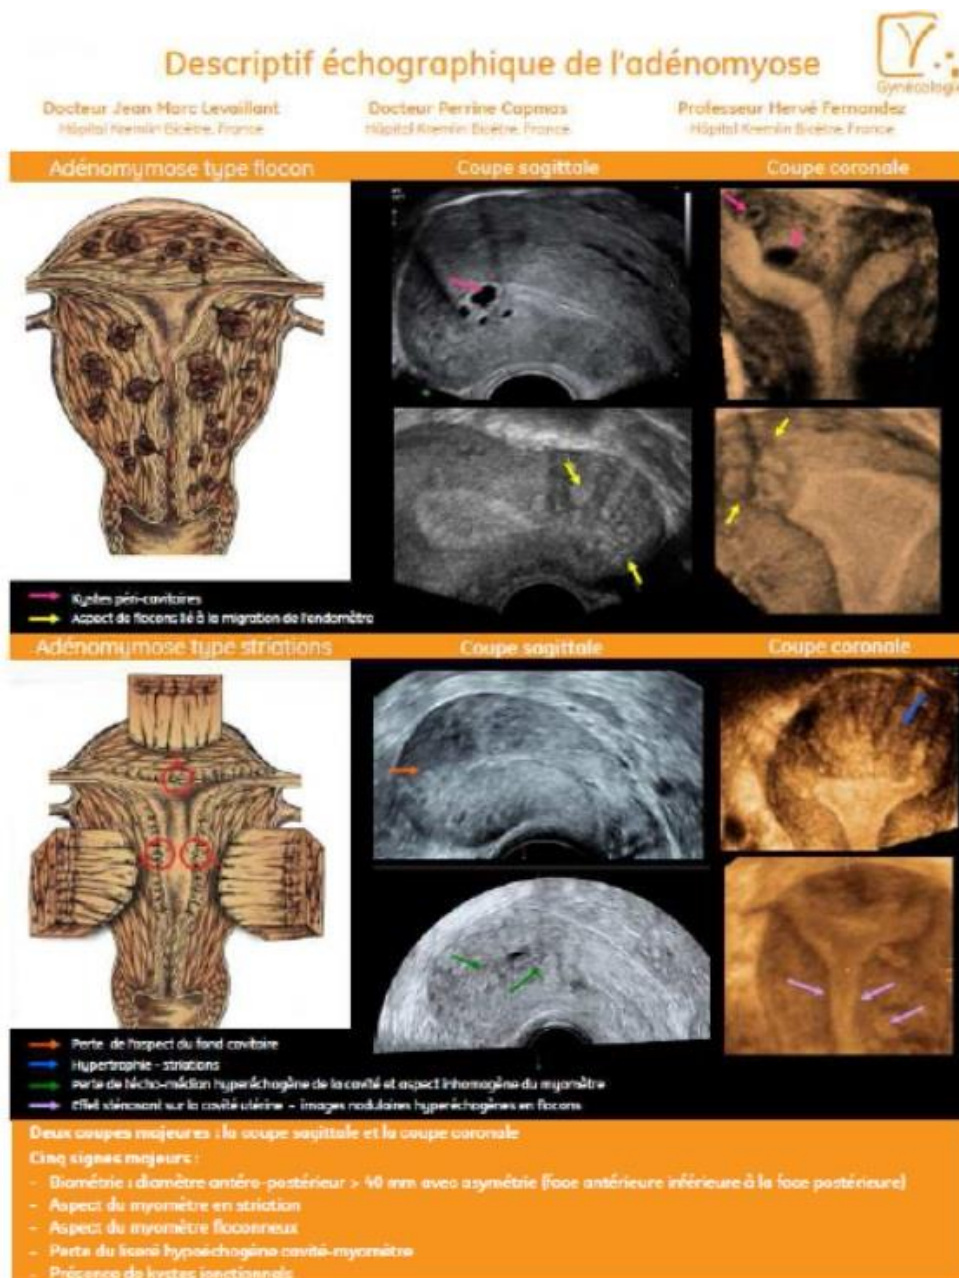 Descriptif échographique de l'adénomyose
Gynécologie
Docteur Jean Marc Levaillant
Docteur Perrine Capmas
Professeur Hervé Fernandez
Hôpital Kremlin Bicêtre, France
Hôpital Kremlin Bicêtre, France
Hôpital Kremlin Bicêtre, France
Adénomymose type flocon
Coupe sagittale
Coupe coronale
Kystes péri-cavitaires
Aspect de flocons lié à la migration de l'endomètre
Adénomymose type striations
Coupe sagittale
Coupe coronale
Perte de l'aspect du fond cavitaire
Hypertrophie - striations
Perte de l'écho-médian hyperéchogène de la cavité et aspect inhomogène du myomètre
Effet sténosant sur la cavité utérine - images nodulaires hyperéchogènes en flocons
Deux coupes majeures : la coupe sagittale et la coupe coronale
Cinq signes majeurs :
- Biométrie : diamètre antéro-postérieur > 40 mm avec asymétrie (face antérieure inférieure à la face postérieure)
- Aspect du myomètre en striation
- Aspect du myomètre floconneux
- Perte du liseré hypoéchogène cavité-myomètre
- Présence de kystes jonctionnels